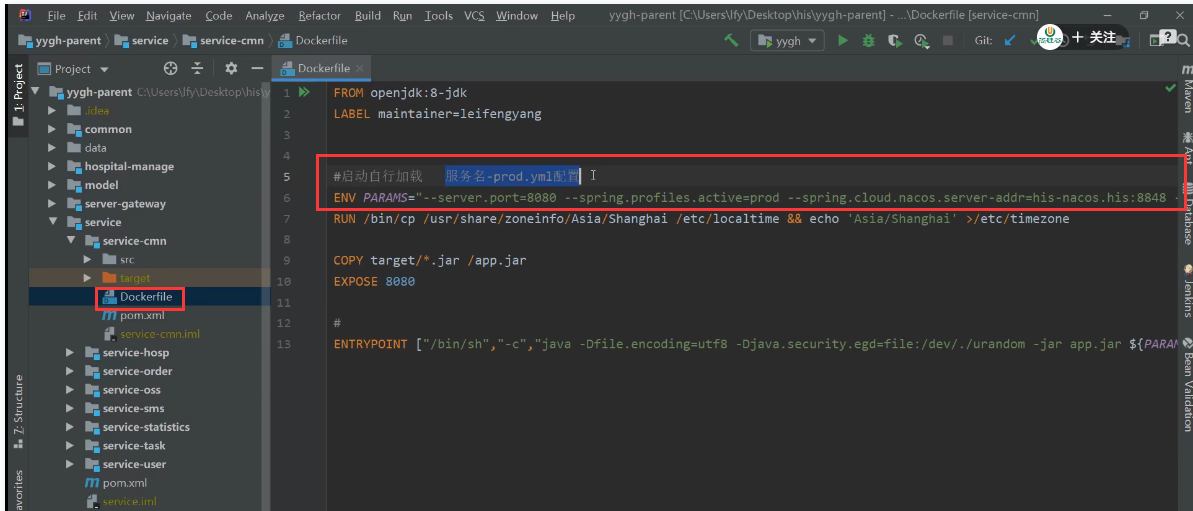 File Edit View Navigate Code Analyze Refactor Build Run Tools VCS Window Help yygh-parent [C:\Users\lfy\Desktop\his\yygh-parent] - ...\Dockerfile [service-cmn]
yygh-parent service service-cmn Dockerfile yygh Git: 关注
1: Project
Project
Dockerfile
yygh-parent C:\Users\lfy\Desktop\his\y
.idea
common
data
hospital-manage
model
server-gateway
service
service-cmn
src
target
Dockerfile
pom.xml
service-cmn.iml
service-hosp
service-order
service-oss
service-sms
service-statistics
service-task
service-user
pom.xml
service.iml
7: Structure
avorites
1 FROM openjdk:8-jdk
2 LABEL maintainer=leifengyang
3
4
5 #启动自行加载 服务名-prod.yml配置
6 ENV PARAMS="--server.port=8080 --spring.profiles.active=prod --spring.cloud.nacos.server-addr=his-nacos.his:8848
7 RUN /bin/cp /usr/share/zoneinfo/Asia/Shanghai /etc/localtime && echo 'Asia/Shanghai' >/etc/timezone
8
9 COPY target/*.jar /app.jar
10 EXPOSE 8080
11
12 #
13 ENTRYPOINT ["/bin/sh","-c","java -Dfile.encoding=utf8 -Djava.security.egd=file:/dev/./urandom -jar app.jar ${PARA
Maven
Ant
Database
Jenkins
Bean Validation